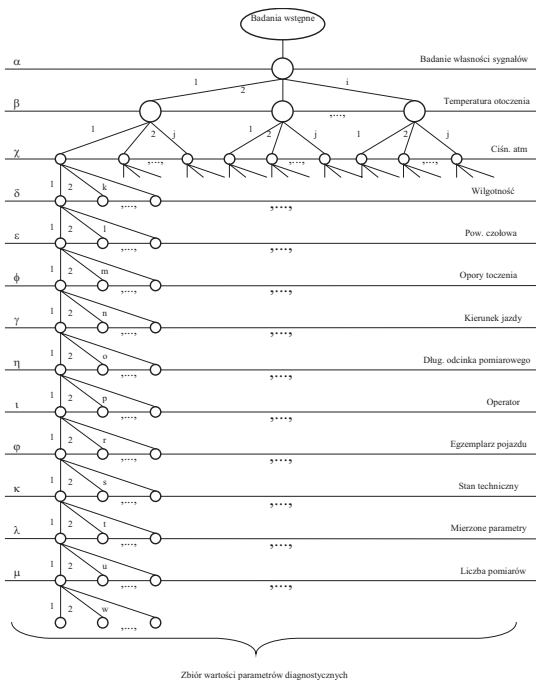 Badania wstępne
α Badanie własności sygnałów
1 2 i
β ,..., Temperatura otoczenia
1 2 j 1 2 j 1 2 j
χ ,..., ,..., ,..., Ciśn. atm
1 2 k
δ ,..., ,..., Wilgotność
1 2 l
ε ,..., ,..., Pow. czołowa
1 2 m
ϕ ,..., ,..., Opory toczenia
1 2 n
γ ,..., ,..., Kierunek jazdy
1 2 o
η ,..., ,..., Dług. odcinka pomiarowego
1 2 p
ι ,..., ,..., Operator
1 2 r
φ ,..., ,..., Egzemplarz pojazdu
1 2 s
κ ,..., ,..., Stan techniczny
1 2 t
λ ,..., ,..., Mierzone parametry
1 2 u
μ ,..., ,..., Liczba pomiarów
1 2 w
,...,
Zbiór wartości parametrów diagnostycznych